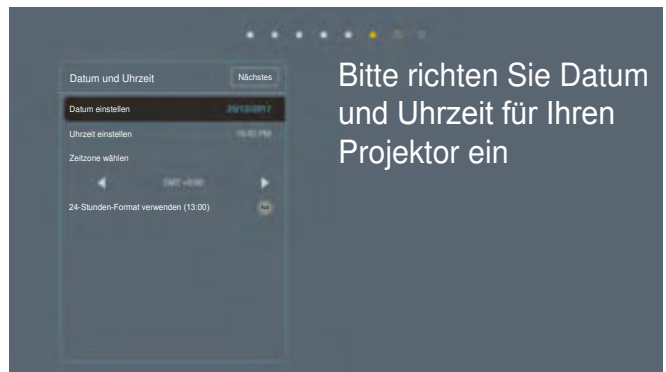 Datum und Uhrzeit
Nächstes
Datum einstellen
Uhrzeit einstellen
Zeitzone wählen
24-Stunden-Format verwenden (13:00)
Bitte richten Sie Datum
und Uhrzeit für Ihren
Projektor ein